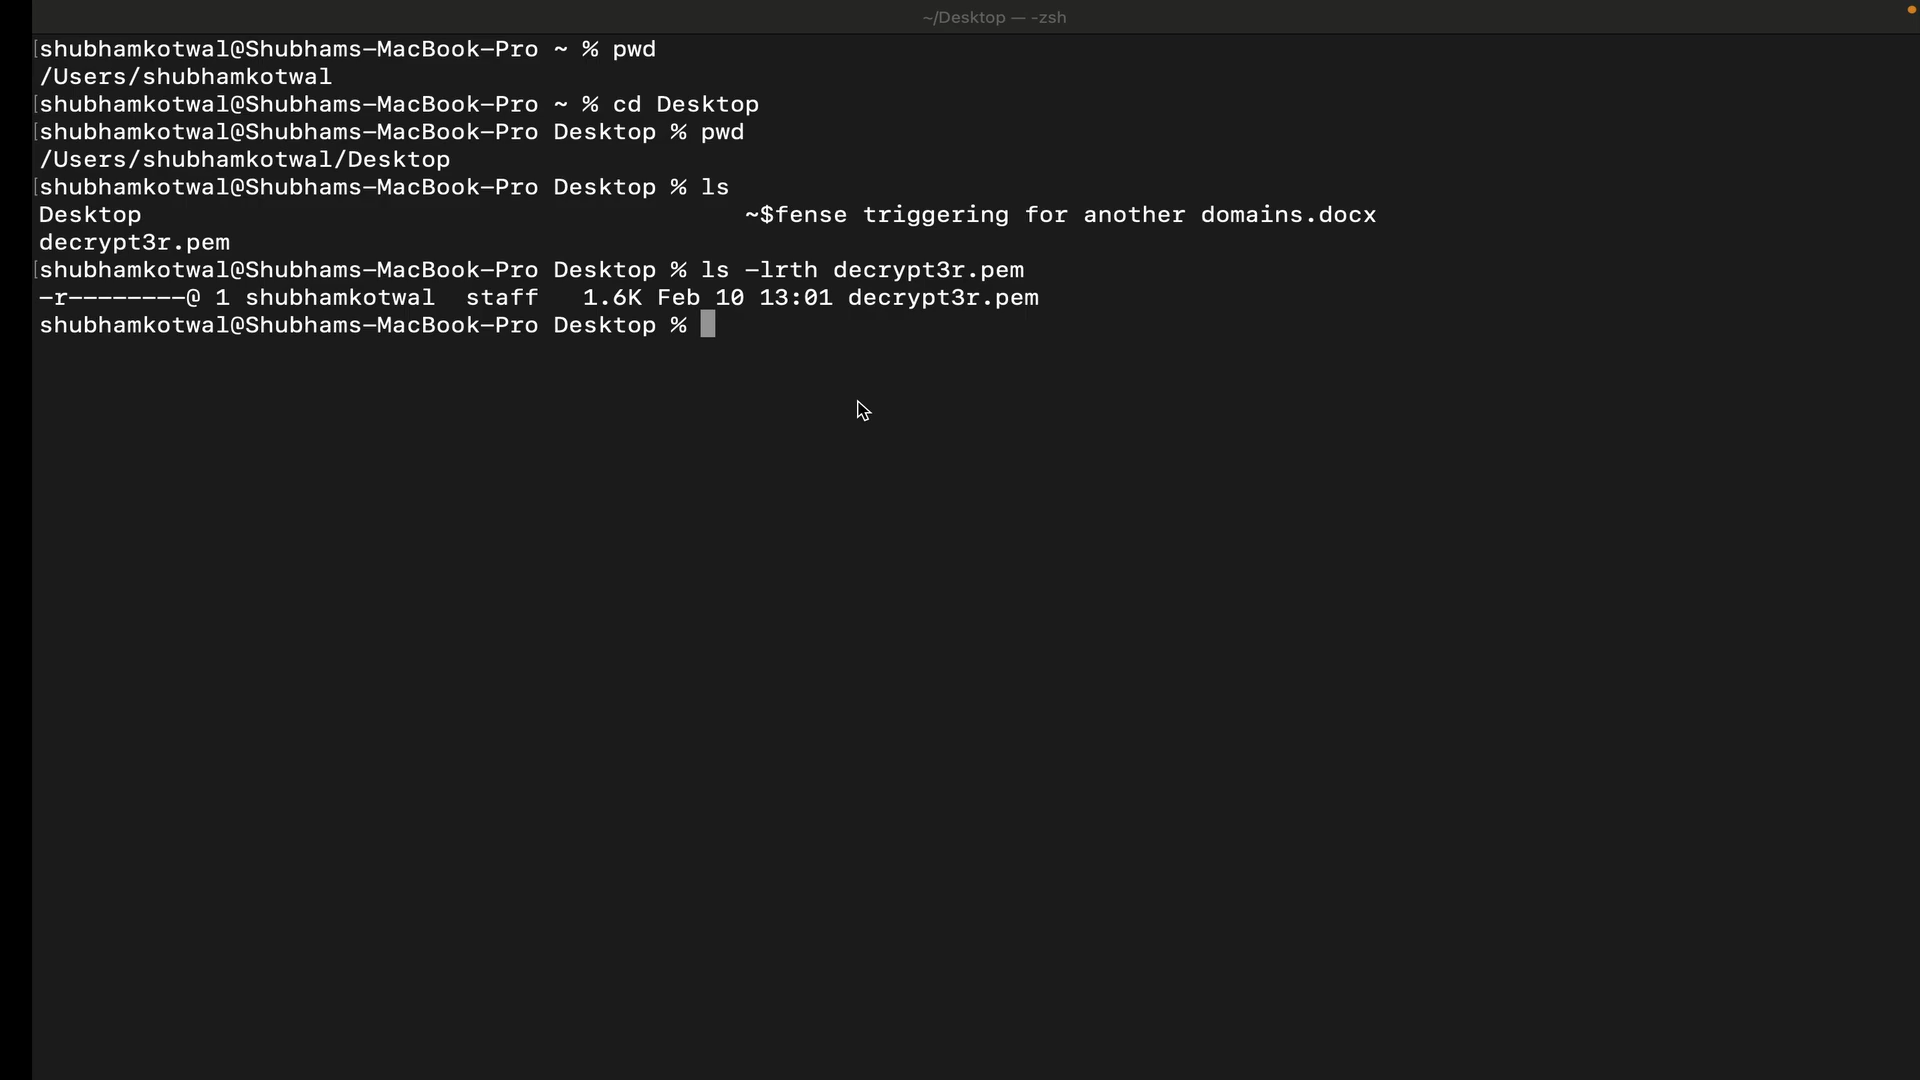 ~/Desktop — -zsh
[shubhamkotwal@Shubhams-MacBook-Pro ~ % pwd
/Users/shubhamkotwal
[shubhamkotwal@Shubhams-MacBook-Pro ~ % cd Desktop
[shubhamkotwal@Shubhams-MacBook-Pro Desktop % pwd
/Users/shubhamkotwal/Desktop
[shubhamkotwal@Shubhams-MacBook-Pro Desktop % ls
Desktop ~$fense triggering for another domains.docx
decrypt3r.pem
[shubhamkotwal@Shubhams-MacBook-Pro Desktop % ls -lrth decrypt3r.pem
-r--------@ 1 shubhamkotwal  staff   1.6K Feb 10 13:01 decrypt3r.pem
shubhamkotwal@Shubhams-MacBook-Pro Desktop %